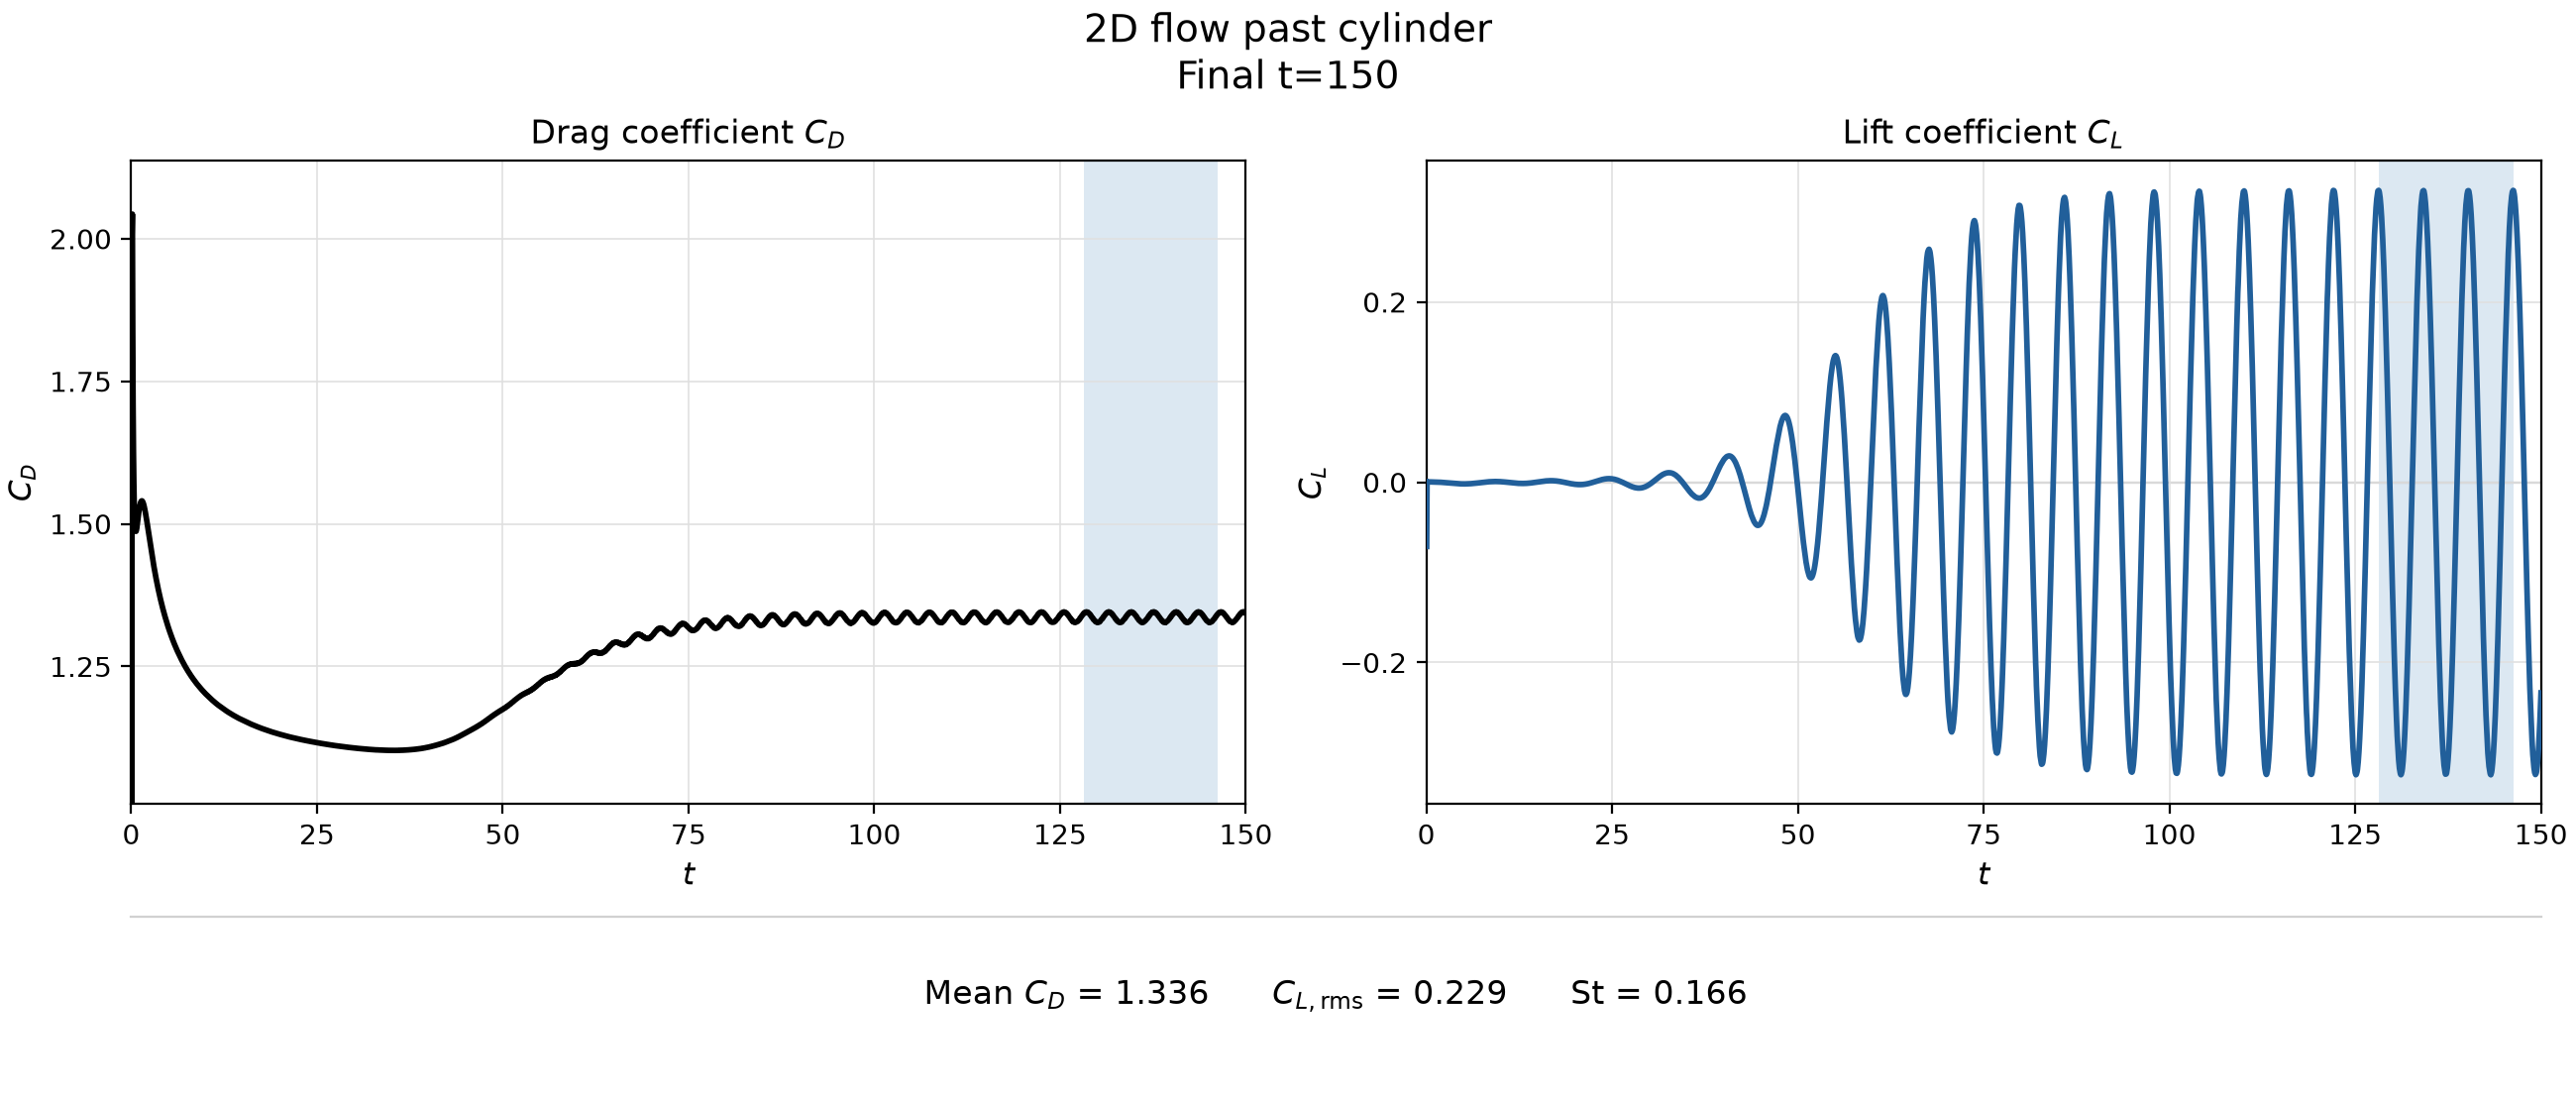 2D flow past cylinder
Final t=150
Drag coefficient C_D
2.00
1.75
1.50
1.25
C_D
0 25 50 75 100 125 150
t
Lift coefficient C_L
0.2
0.0
−0.2
C_L
0 25 50 75 100 125 150
t
Mean C_D = 1.336 C_L,rms = 0.229 St = 0.166